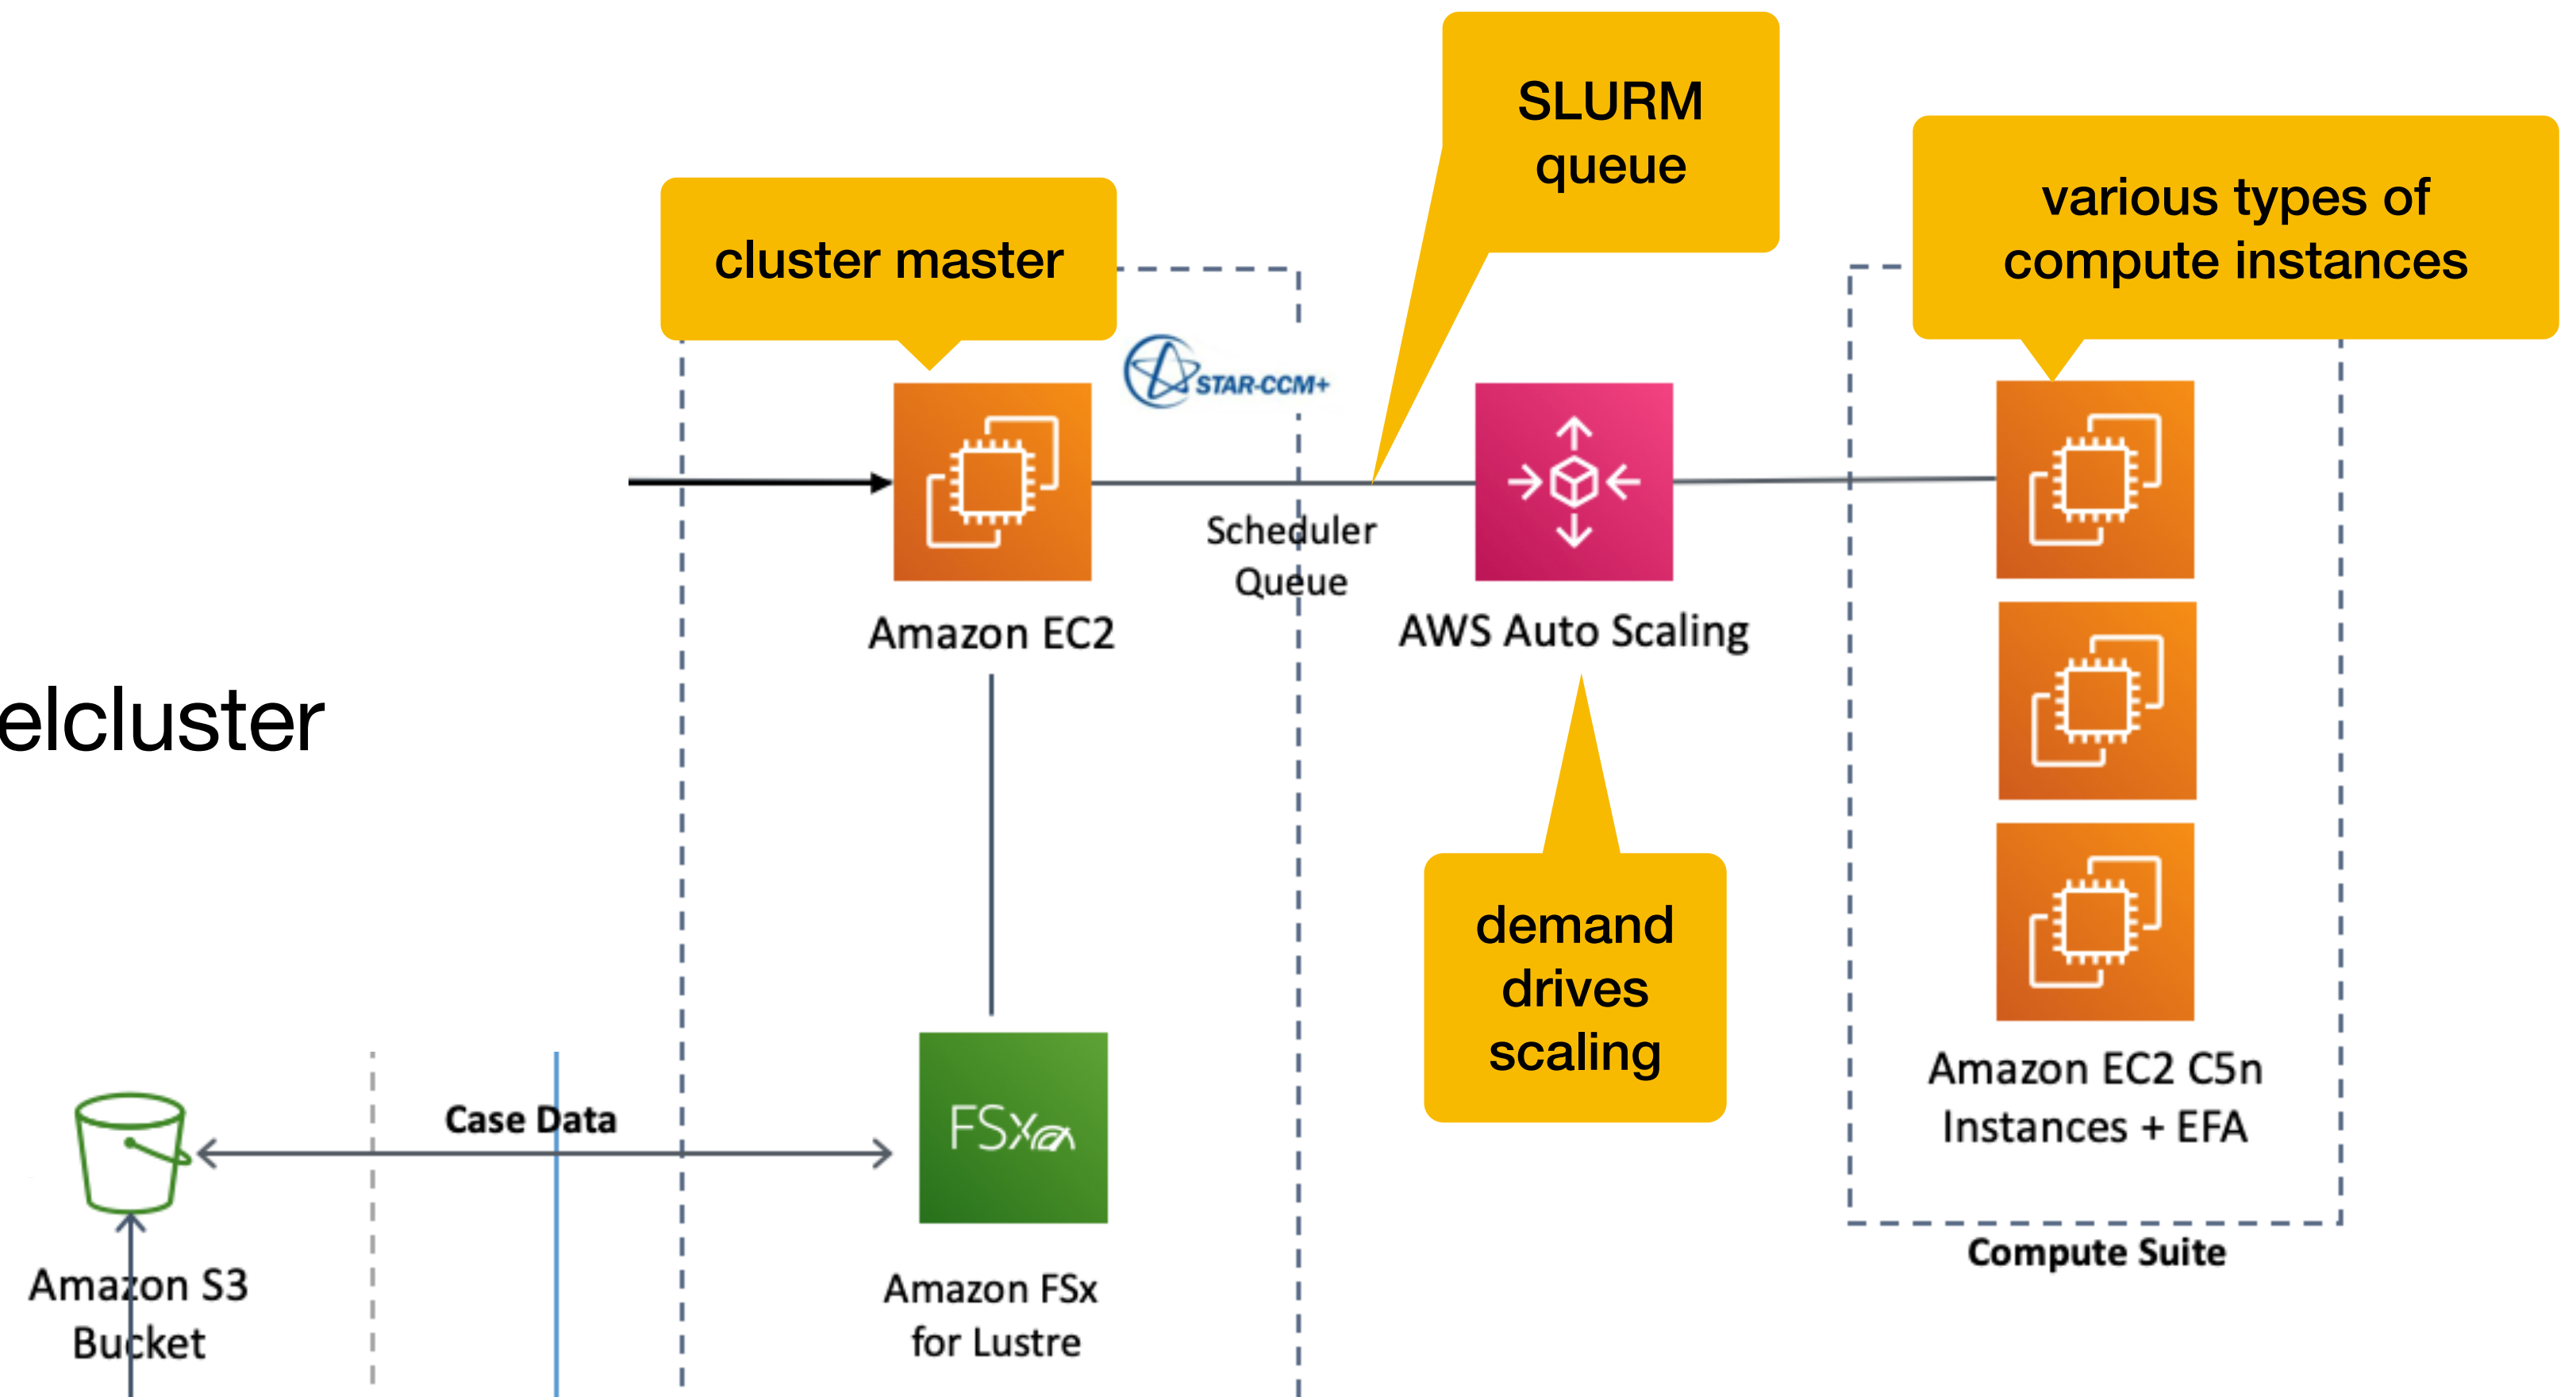 SLURM
queue
various types of
compute instances
cluster master
STAR-CCM+
Scheduler
Queue
Amazon EC2
AWS Auto Scaling
elcluster
demand
drives
scaling
FSx
Case Data
Amazon EC2 C5n
Instances + EFA
Compute Suite
Amazon S3
Bucket
Amazon FSx
for Lustre